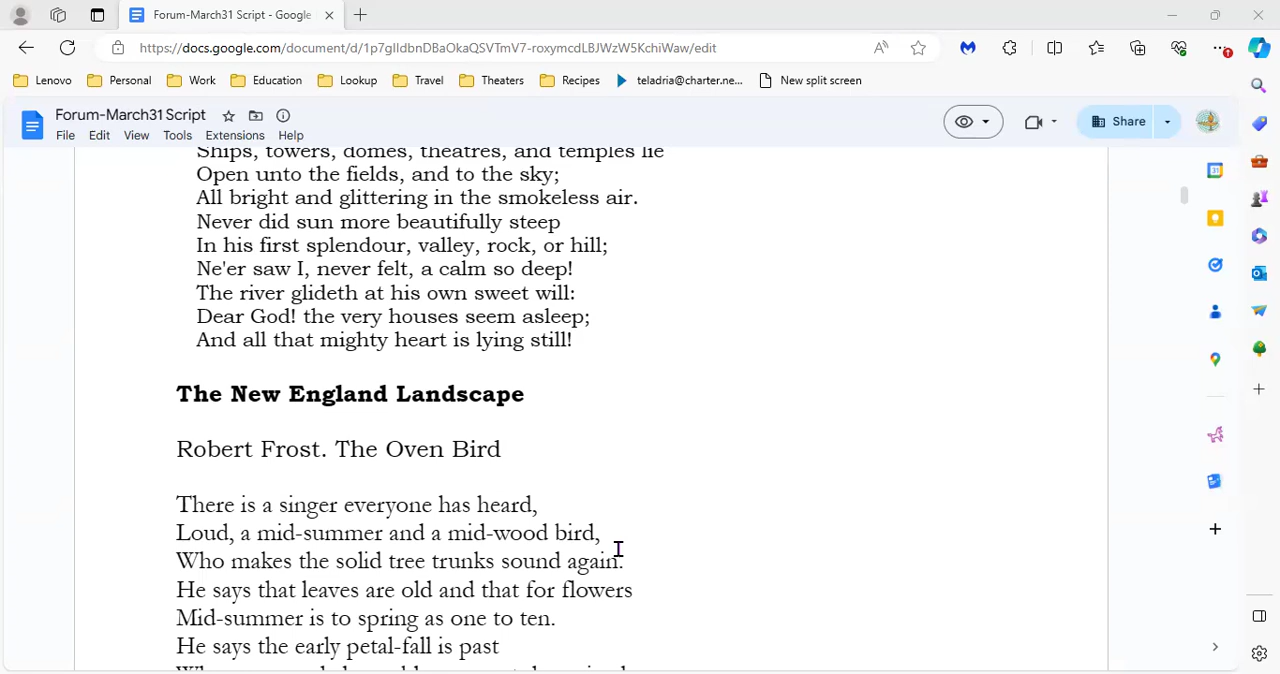 Forum-March31 Script - Google
https://docs.google.com/document/d/1p7glIdbnDBaOkaQSVTmV7-roxymcdLBJWzW5KchiWaw/edit
Lenovo Personal Work Education Lookup Travel Theaters Recipes teladria@charter.ne... New split screen
Forum-March31 Script
File Edit View Tools Extensions Help
Share
Ships, towers, domes, theatres, and temples lie
Open unto the fields, and to the sky;
All bright and glittering in the smokeless air.
Never did sun more beautifully steep
In his first splendour, valley, rock, or hill;
Ne'er saw I, never felt, a calm so deep!
The river glideth at his own sweet will:
Dear God! the very houses seem asleep;
And all that mighty heart is lying still!
The New England Landscape
Robert Frost. The Oven Bird
There is a singer everyone has heard,
Loud, a mid-summer and a mid-wood bird,
Who makes the solid tree trunks sound again.
He says that leaves are old and that for flowers
Mid-summer is to spring as one to ten.
He says the early petal-fall is past